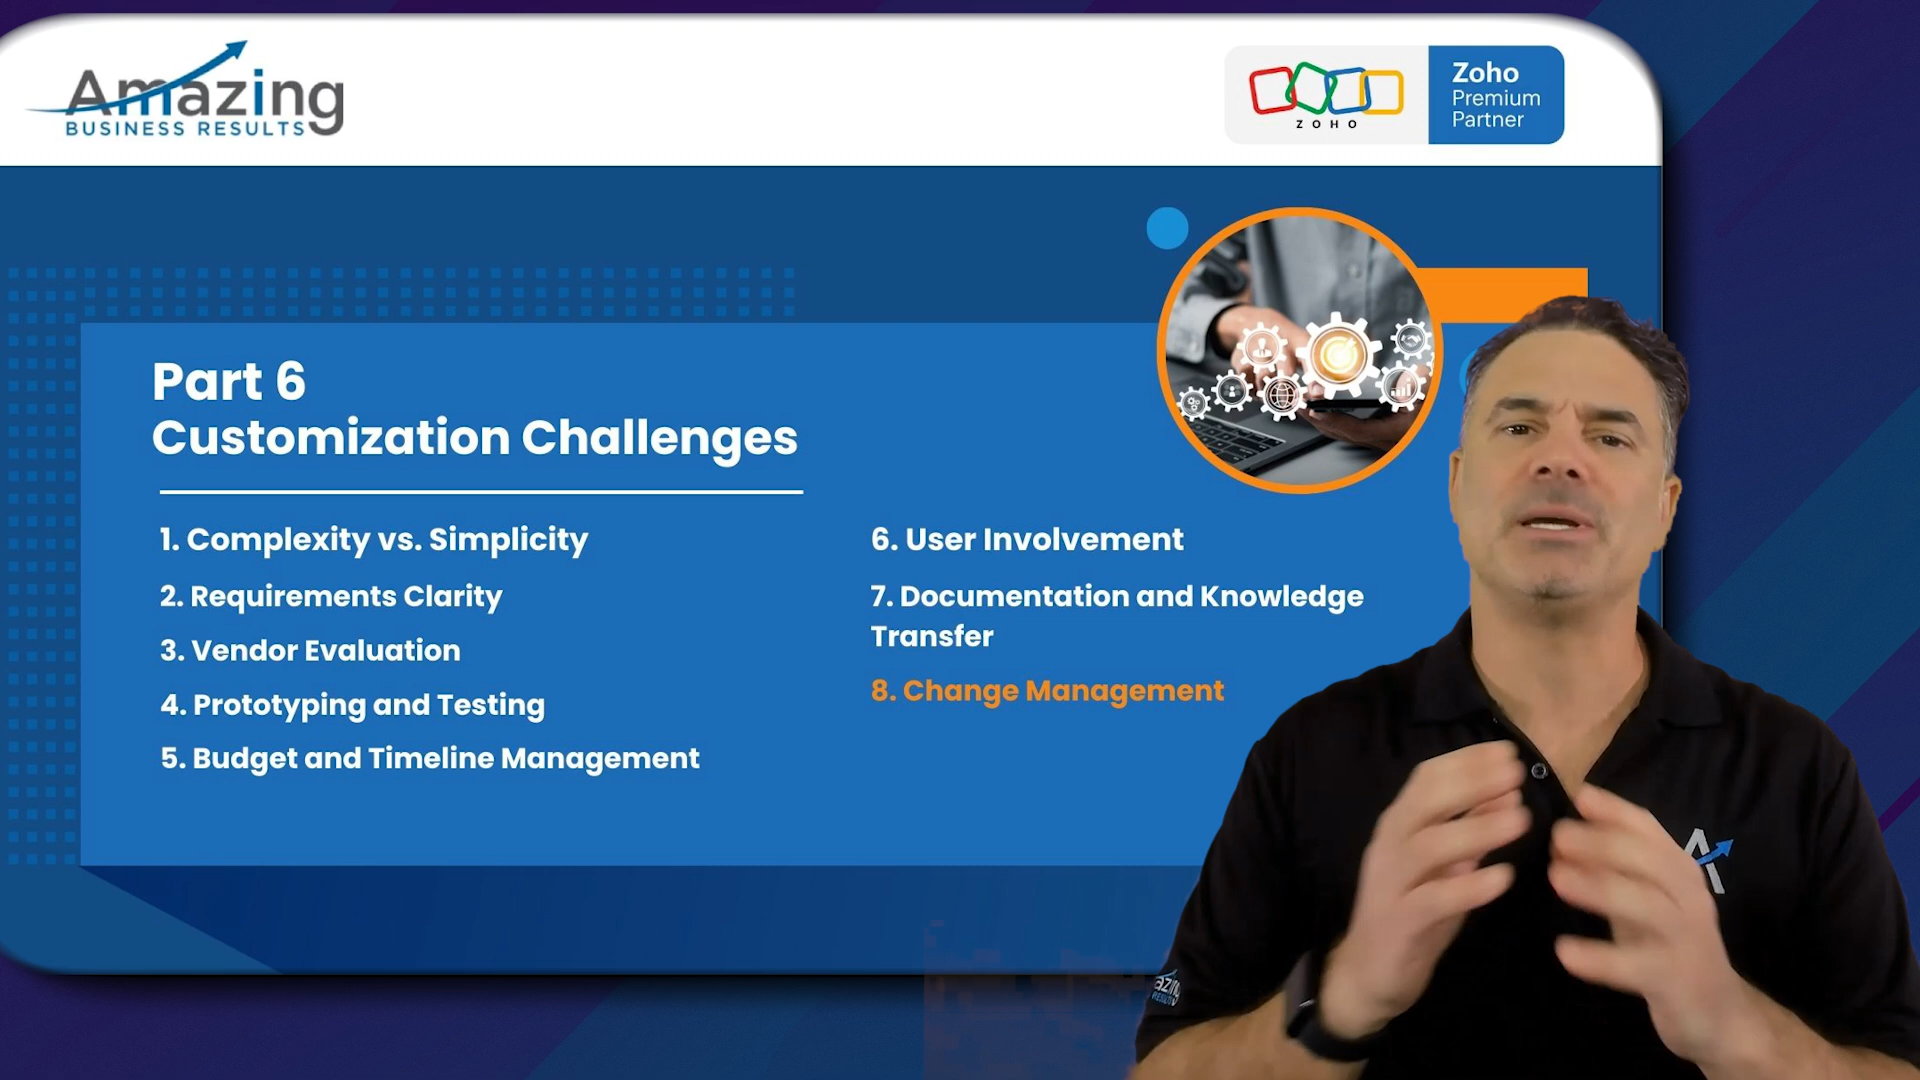 Amazing
BUSINESS RESULTS
ZOHO
Zoho
Premium
Partner
Part 6
Customization Challenges
1. Complexity vs. Simplicity
2. Requirements Clarity
3. Vendor Evaluation
4. Prototyping and Testing
5. Budget and Timeline Management
6. User Involvement
7. Documentation and Knowledge
Transfer
8. Change Management